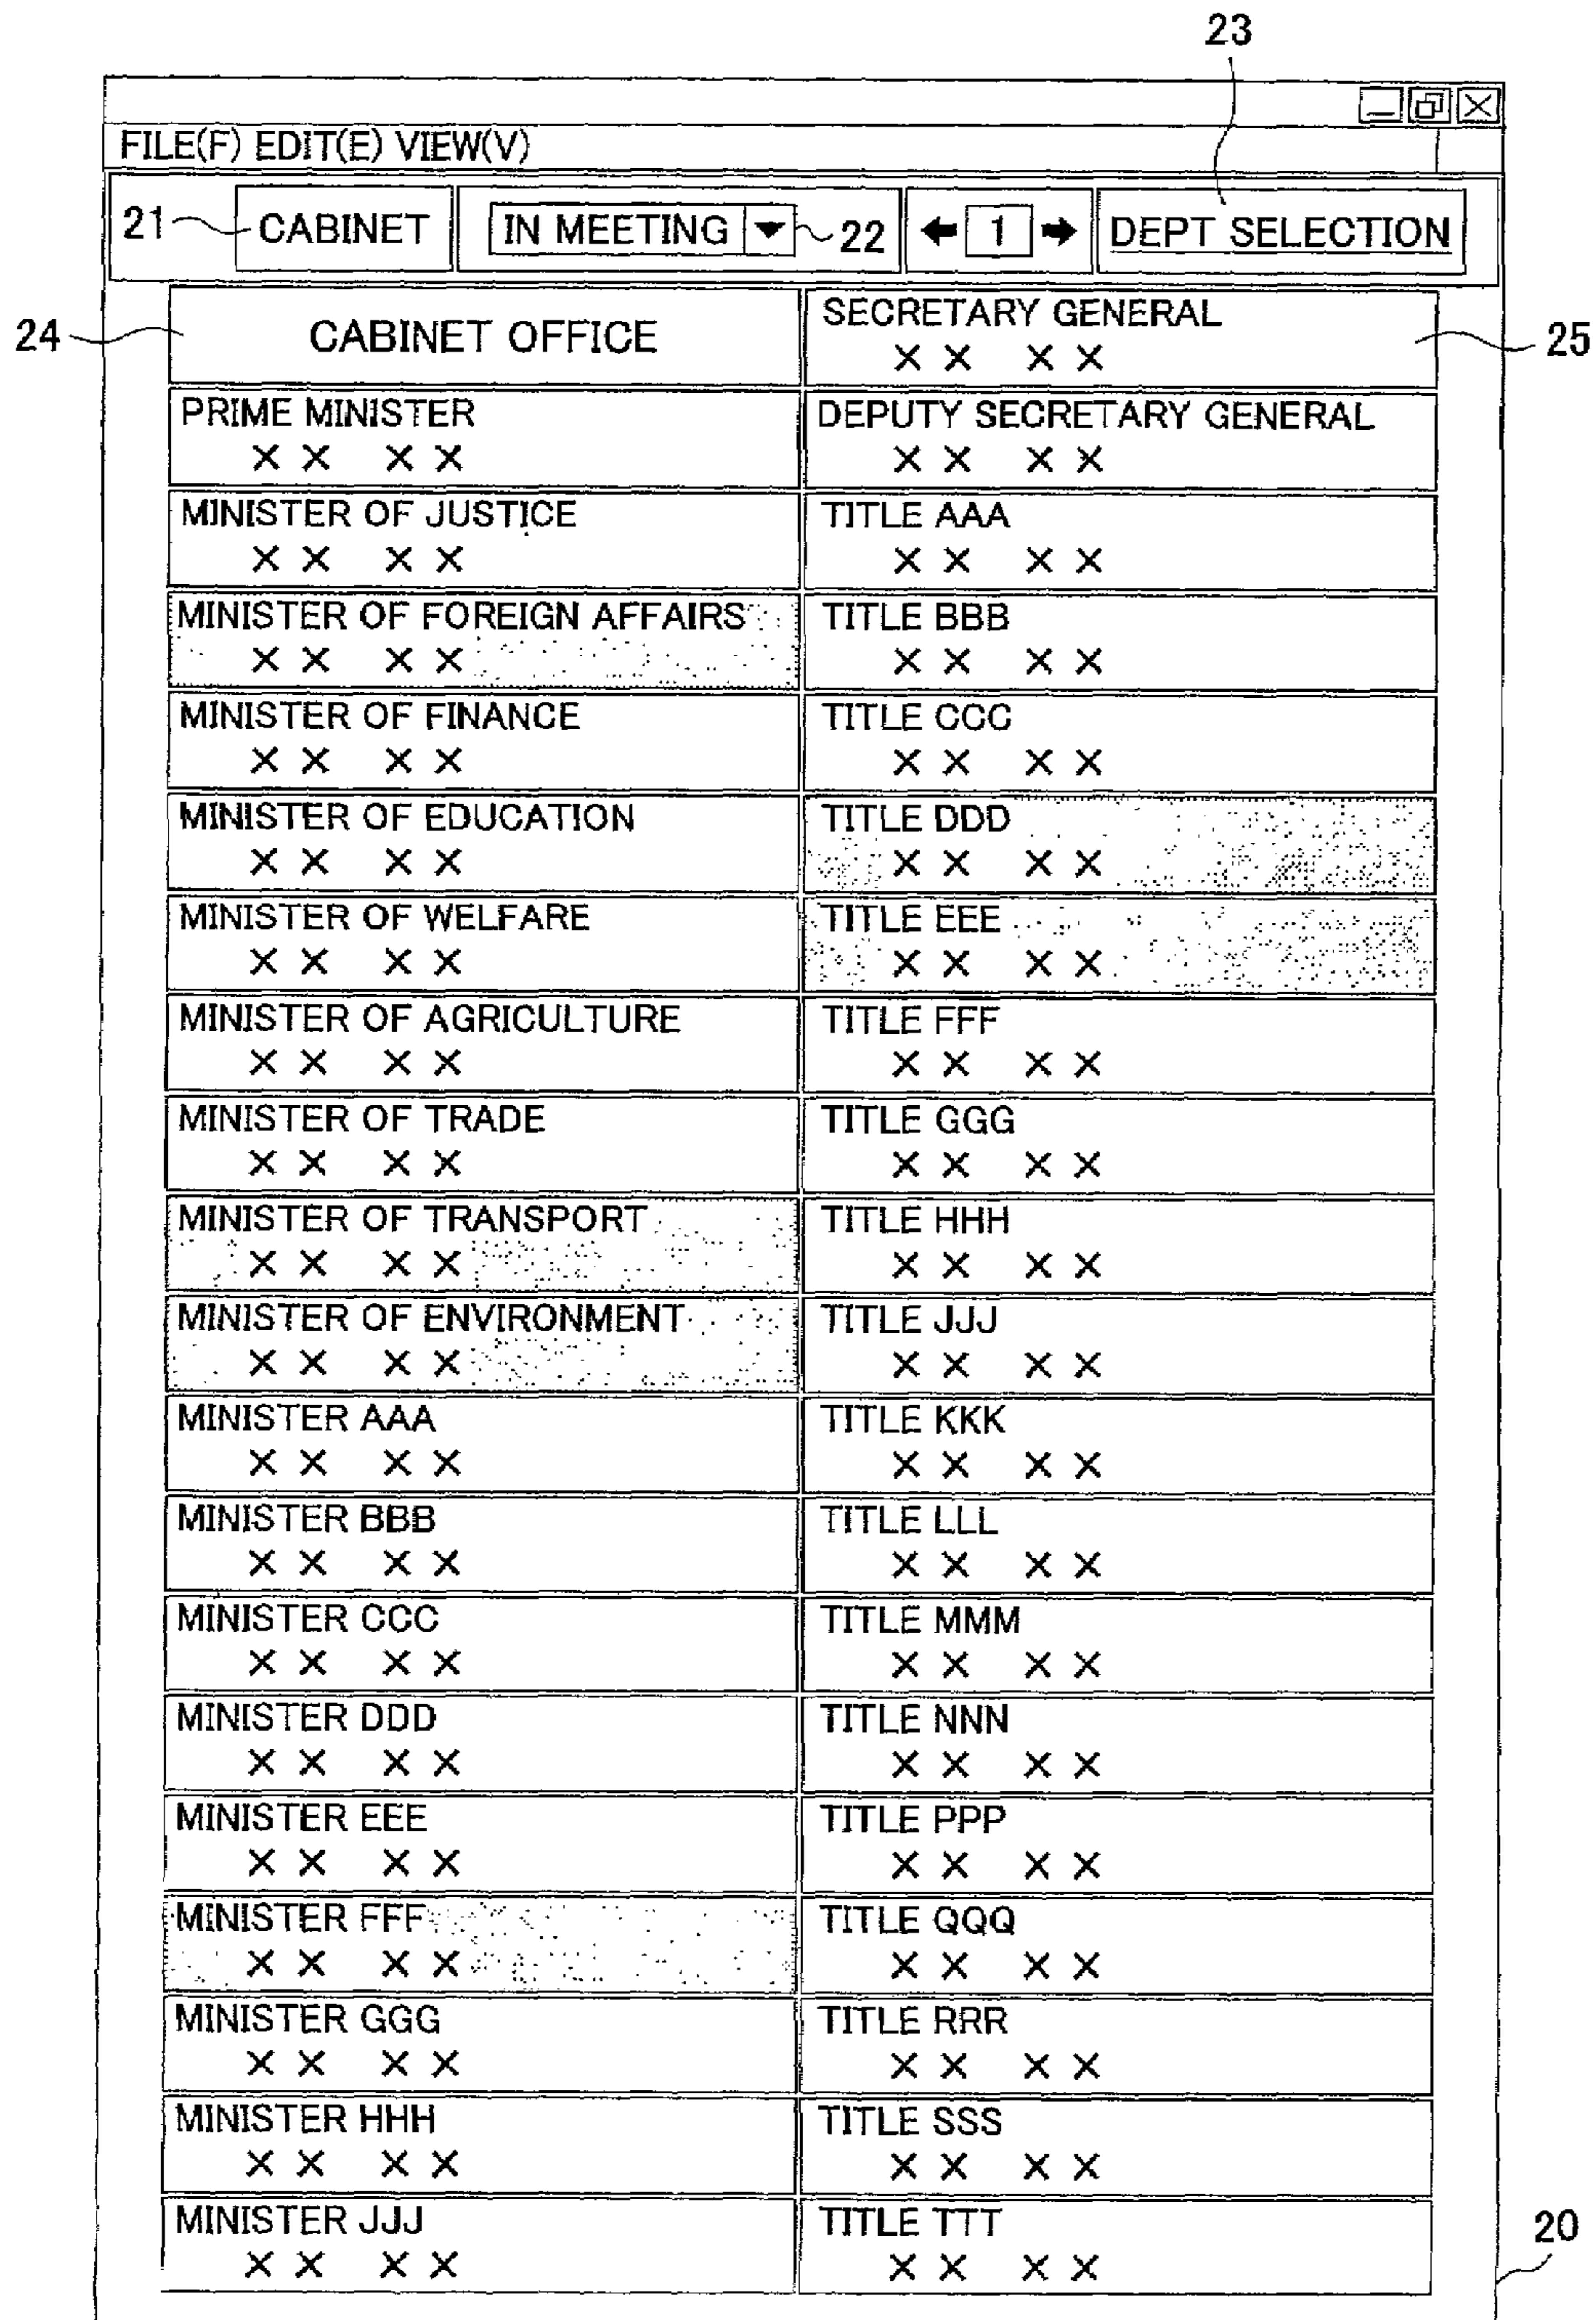 23
FILE(F) EDIT(E) VIEW(V)
21 CABINET IN MEETING 22 1 DEPT SELECTION
24 CABINET OFFICE
SECRETARY GENERAL
× × × ×
25
PRIME MINISTER
× × × ×
DEPUTY SECRETARY GENERAL
× × × ×
MINISTER OF JUSTICE
× × × ×
TITLE AAA
× × × ×
MINISTER OF FOREIGN AFFAIRS
× × × ×
TITLE BBB
× × × ×
MINISTER OF FINANCE
× × × ×
TITLE CCC
× × × ×
MINISTER OF EDUCATION
× × × ×
TITLE DDD
× × × ×
MINISTER OF WELFARE
× × × ×
TITLE EEE
× × × ×
MINISTER OF AGRICULTURE
× × × ×
TITLE FFF
× × × ×
MINISTER OF TRADE
× × × ×
TITLE GGG
× × × ×
MINISTER OF TRANSPORT
× × × ×
TITLE HHH
× × × ×
MINISTER OF ENVIRONMENT
× × × ×
TITLE JJJ
× × × ×
MINISTER AAA
× × × ×
TITLE KKK
× × × ×
MINISTER BBB
× × × ×
TITLE LLL
× × × ×
MINISTER CCC
× × × ×
TITLE MMM
× × × ×
MINISTER DDD
× × × ×
TITLE NNN
× × × ×
MINISTER EEE
× × × ×
TITLE PPP
× × × ×
MINISTER FFF
× × × ×
TITLE QQQ
× × × ×
MINISTER GGG
× × × ×
TITLE RRR
× × × ×
MINISTER HHH
× × × ×
TITLE SSS
× × × ×
MINISTER JJJ
× × × ×
TITLE TTT
× × × ×
20